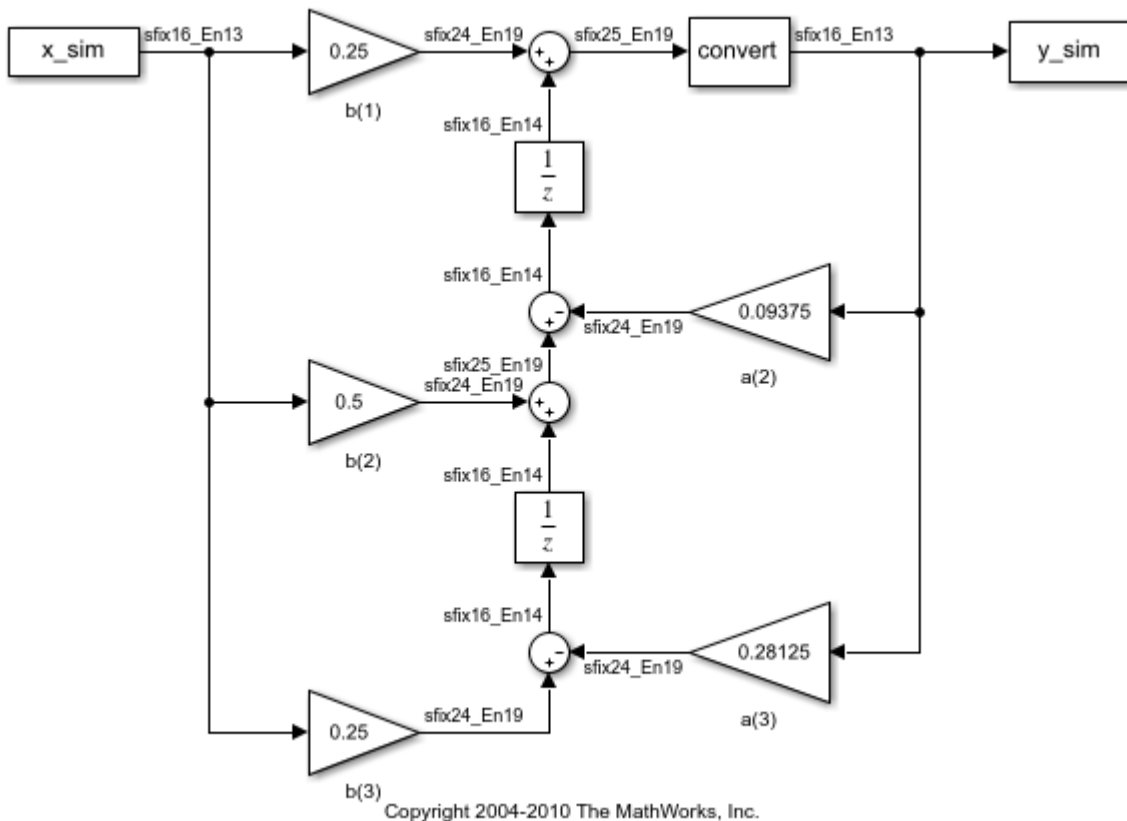 x_sim
sfix16_En13
0.25
sfix24_En19
sfix25_En19
convert
sfix16_En13
y_sim
b(1)
sfix16_En14
1
z
sfix16_En14
0.09375
sfix24_En19
a(2)
sfix25_En19
sfix24_En19
0.5
b(2)
sfix16_En14
1
z
sfix16_En14
0.28125
sfix24_En19
a(3)
0.25
sfix24_En19
b(3)
Copyright 2004-2010 The MathWorks, Inc.